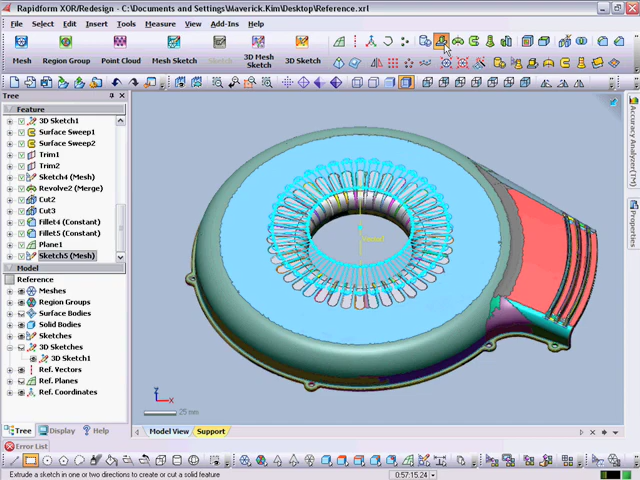 Rapidform XOR/Redesign - C:\Documents and Settings\Maverick.Kim\Desktop\Reference.xrl
File Edit Insert Tools Measure View Add-Ins Help
Mesh Region Group Point Cloud Mesh Sketch Sketch 3D Mesh Sketch 3D Sketch
Tree
Feature
3D Sketch1
Surface Sweep1
Surface Sweep2
Trim1
Trim2
Sketch4 (Mesh)
Revolve2 (Merge)
Cut2
Cut3
Fillet4 (Constant)
Fillet5 (Constant)
Plane1
Sketch5 (Mesh)
Model
Reference
Meshes
Region Groups
Surface Bodies
Solid Bodies
Sketches
3D Sketches
3D Sketch1
Ref. Vectors
Ref. Planes
Ref. Coordinates
Accuracy Analyzer(TM)
Properties
Z
X
25 mm
Tree Display Help
Model View Support
Error List
Extrude a sketch in one or two directions to create or cut a solid feature
0:57:15.24